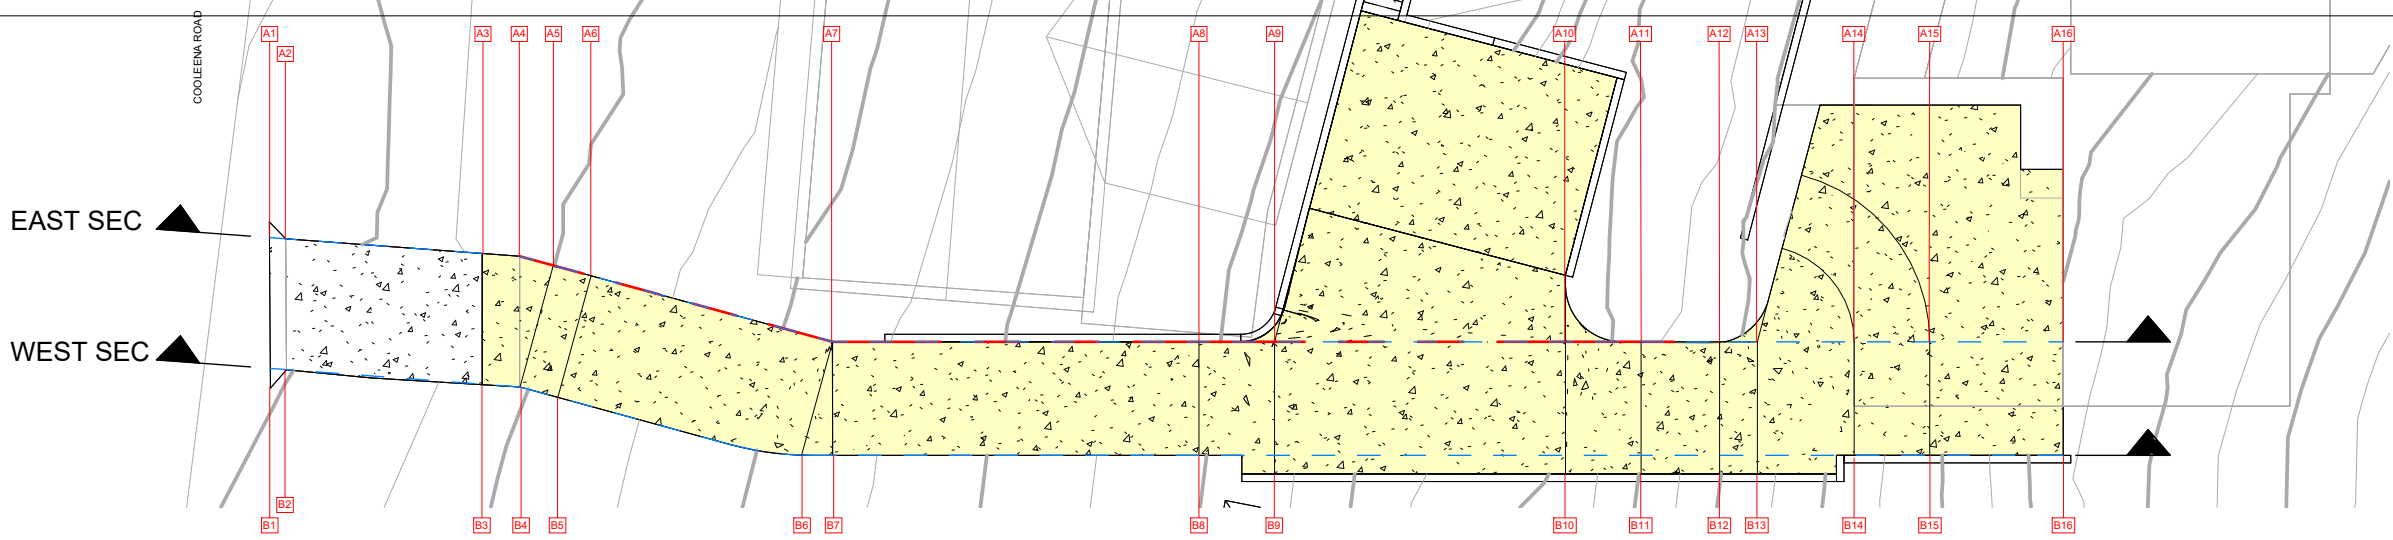 COOLEENA ROAD
A1
A2
A3
A4
A5
A6
A7
A8
A9
A10
A11
A12
A13
A14
A15
A16
EAST SEC
WEST SEC
B1
B2
B3
B4
B5
B6
B7
B8
B9
B10
B11
B12
B13
B14
B15
B16